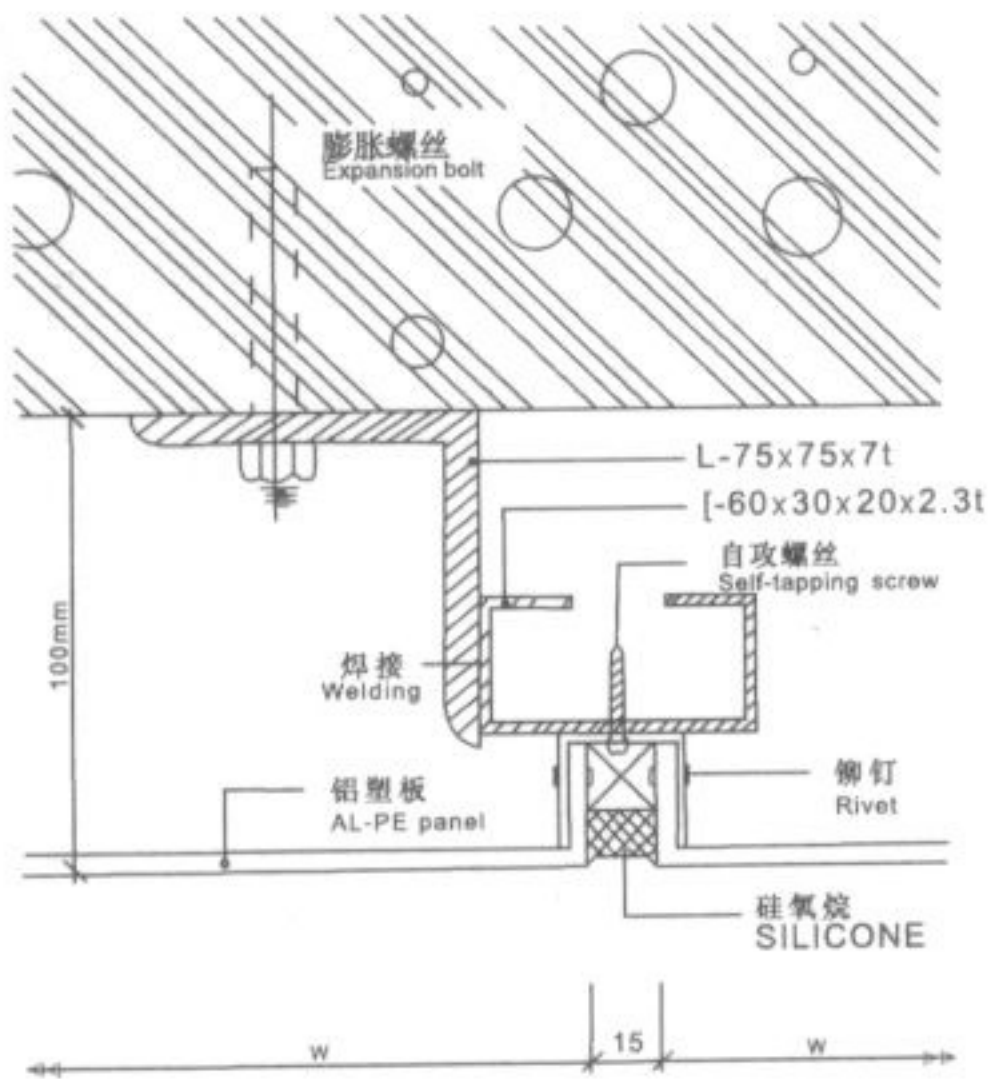 膨胀螺丝
Expansion bolt
L-75x75x7t
[-60x30x20x2.3t
自攻螺丝
Self-tapping screw
100mm
焊接
Welding
铝塑板
AL-PE panel
铆钉
Rivet
硅氧烷
SILICONE
W
15
W